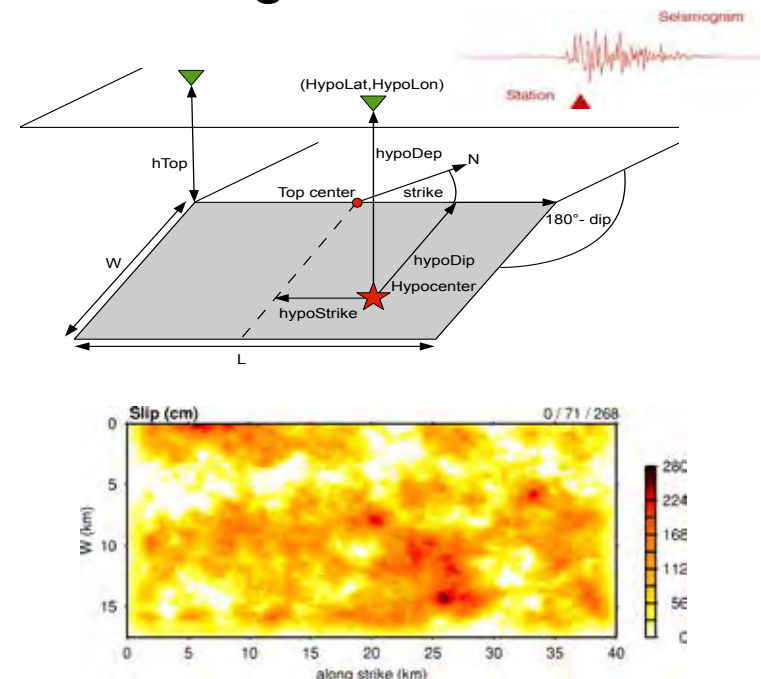 Seismogram
Station
(HypoLat,HypoLon)
hTop
hypoDep
N
Top center
strike
180°- dip
W
hypoDip
Hypocenter
hypoStrike
L
Slip (cm)
0 / 71 / 268
0
5
10
15
W (km)
0 5 10 15 20 25 30 35 40
along strike (km)
280
224
168
112
56
0